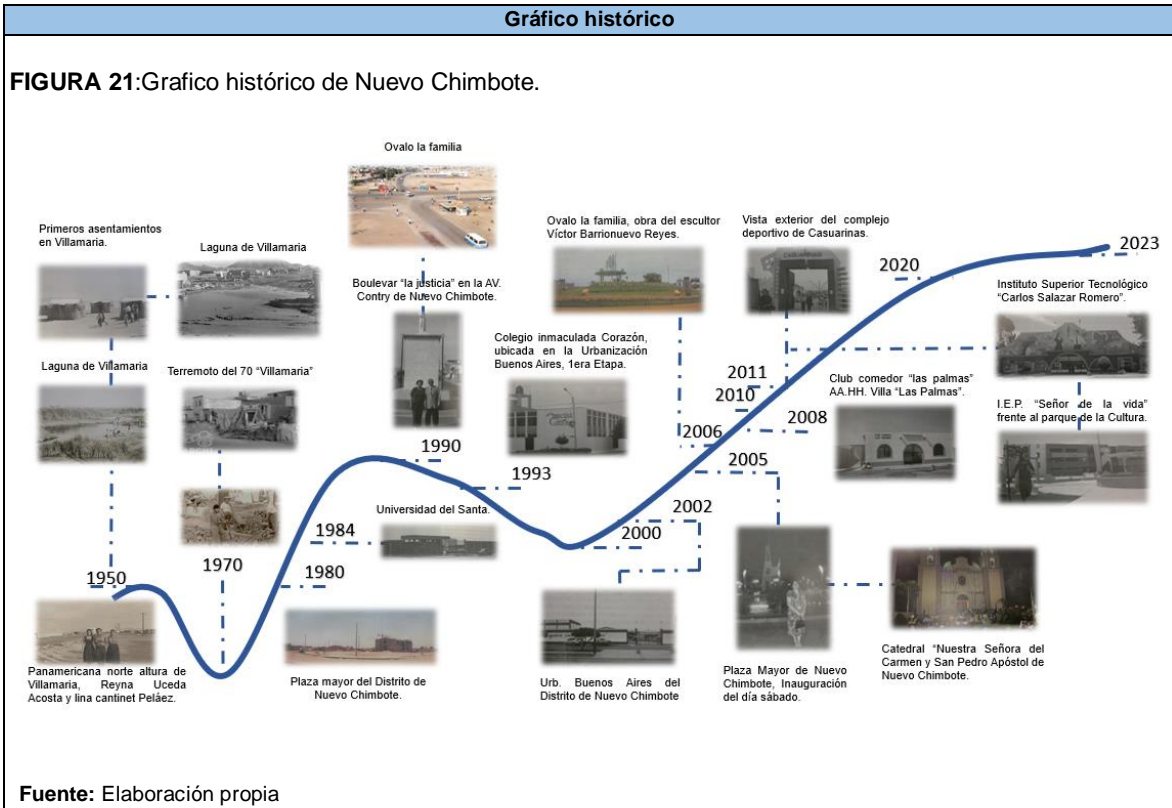 Gráfico histórico
FIGURA 21:Grafico histórico de Nuevo Chimbote.
Ovalo la familia
Primeros asentamientos
en Villamaria.
Laguna de Villamaria
Boulevar “la justicia” en la AV.
Contry de Nuevo Chimbote.
Ovalo la familia, obra del escultor
Víctor Barrionuevo Reyes.
Vista exterior del complejo
deportivo de Casuarinas.
2023
2020
Instituto Superior Tecnológico
“Carlos Salazar Romero”.
Laguna de Villamaria
Terremoto del 70 “Villamaria”
Colegio inmaculada Corazón,
ubicada en la Urbanización
Buenos Aires, 1era Etapa.
2011
2010
2008
2006
2005
Club comedor “las palmas”
AA.HH. Villa “Las Palmas”.
I.E.P. “Señor de la vida”
frente al parque de la Cultura.
1990
1993
Universidad del Santa.
1984
1980
2002
2000
1950
1970
Panamericana norte altura de
Villamaria, Reyna Uceda
Acosta y lina cantinet Peláez.
Plaza mayor del Distrito de
Nuevo Chimbote.
Urb. Buenos Aires del
Distrito de Nuevo Chimbote
Plaza Mayor de Nuevo
Chimbote, Inauguración
del día sábado.
Catedral “Nuestra Señora del
Carmen y San Pedro Apóstol de
Nuevo Chimbote.
Fuente: Elaboración propia